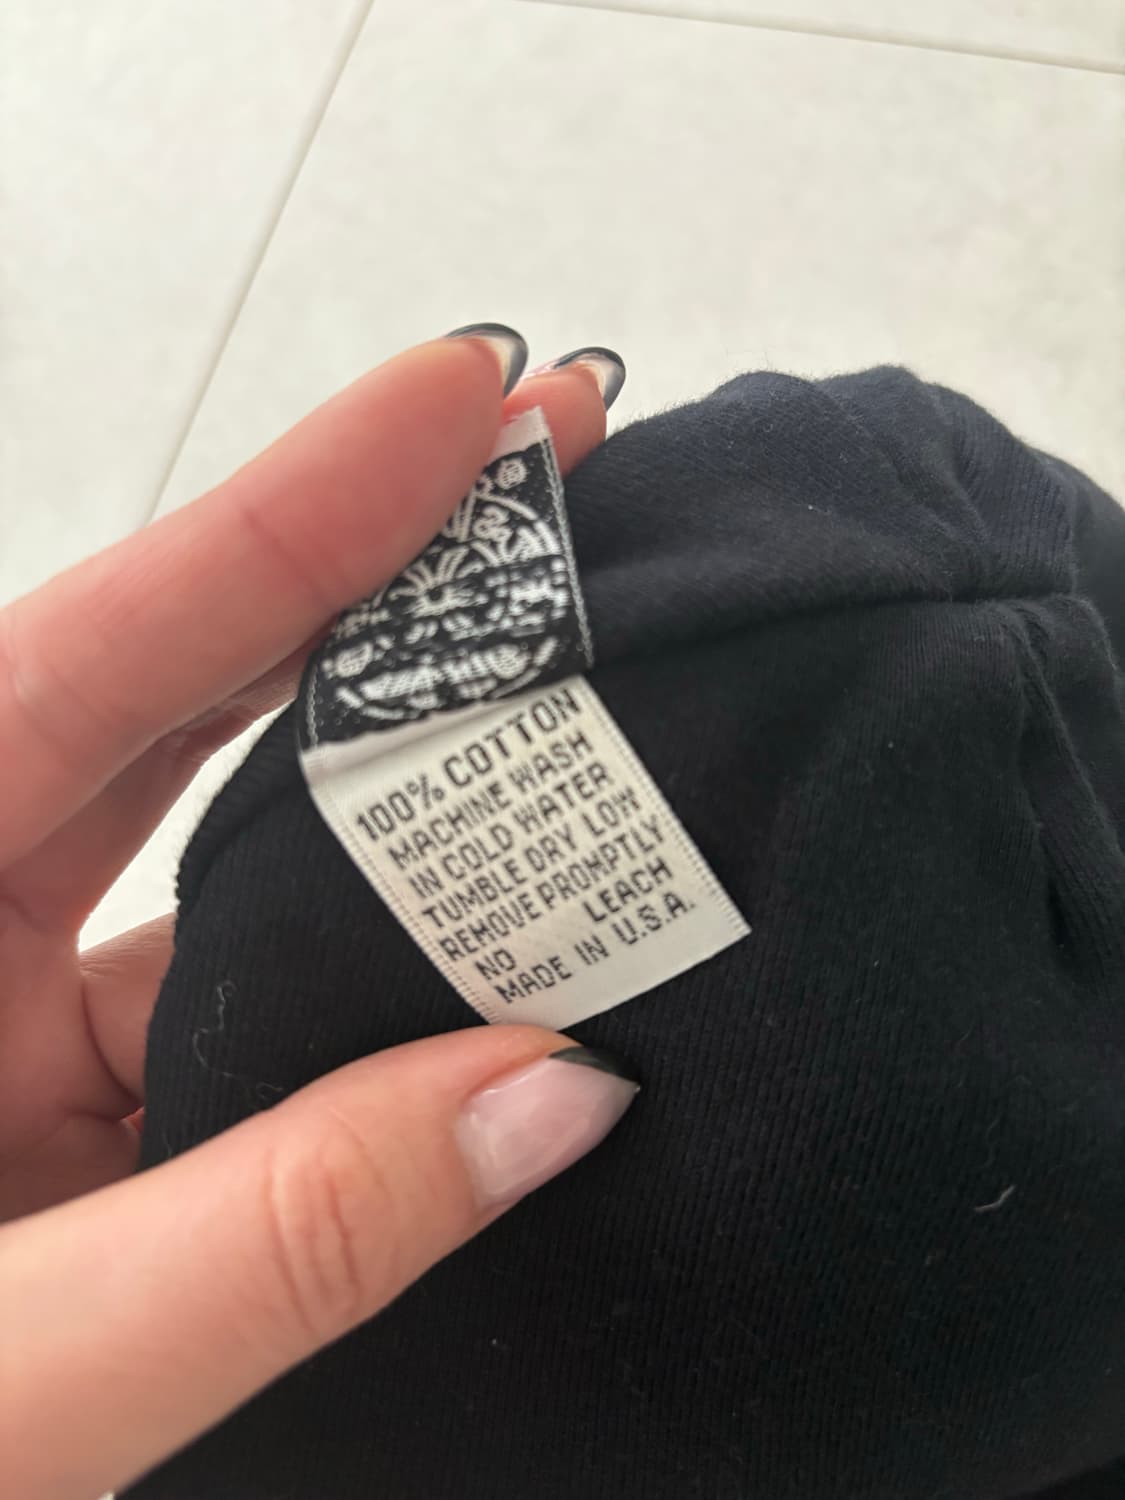 100% COTTON
MACHINE WASH
IN COLD WATER
TUMBLE DRY LOW
REMOVE PROMPTLY
NO LEACH
MADE IN U.S.A.